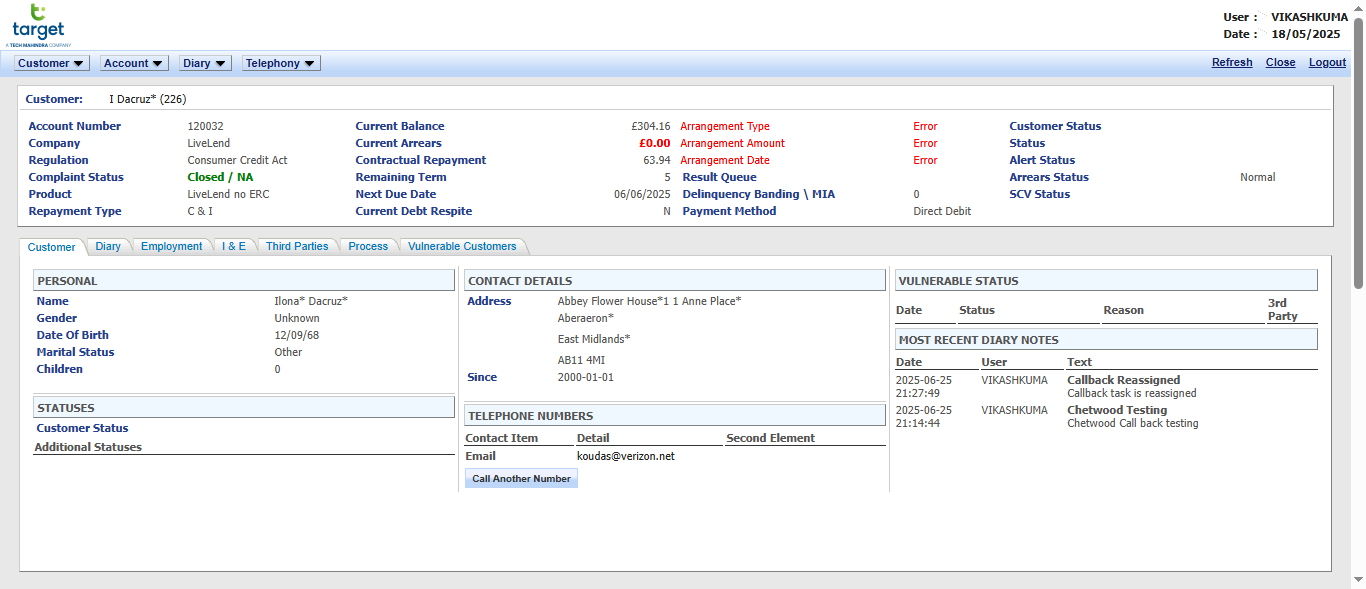 target
A TECH MAHINDRA COMPANY
User : VIKASHKUMA
Date : 18/05/2025
Customer Account Diary Telephony Refresh Close Logout
Customer: I Dacruz* (226)
Account Number 120032 Current Balance £304.16 Arrangement Type Error Customer Status
Company LiveLend Current Arrears £0.00 Arrangement Amount Error Status
Regulation Consumer Credit Act Contractual Repayment 63.94 Arrangement Date Error Alert Status
Complaint Status Closed / NA Remaining Term 5 Result Queue Arrears Status Normal
Product LiveLend no ERC Next Due Date 06/06/2025 Delinquency Banding \ MIA 0 SCV Status
Repayment Type C & I Current Debt Respite N Payment Method Direct Debit
Customer Diary Employment I & E Third Parties Process Vulnerable Customers
PERSONAL
Name Ilona* Dacruz*
Gender Unknown
Date Of Birth 12/09/68
Marital Status Other
Children 0
STATUSES
Customer Status
Additional Statuses
CONTACT DETAILS
Address Abbey Flower House*1 1 Anne Place*
Aberaeron*
East Midlands*
AB11 4MI
Since 2000-01-01
TELEPHONE NUMBERS
Contact Item Detail Second Element
Email koudas@verizon.net
Call Another Number
VULNERABLE STATUS
Date Status Reason 3rd
Party
MOST RECENT DIARY NOTES
Date User Text
2025-06-25 VIKASHKUMA Callback Reassigned
21:27:49 Callback task is reassigned
2025-06-25 VIKASHKUMA Chetwood Testing
21:14:44 Chetwood Call back testing